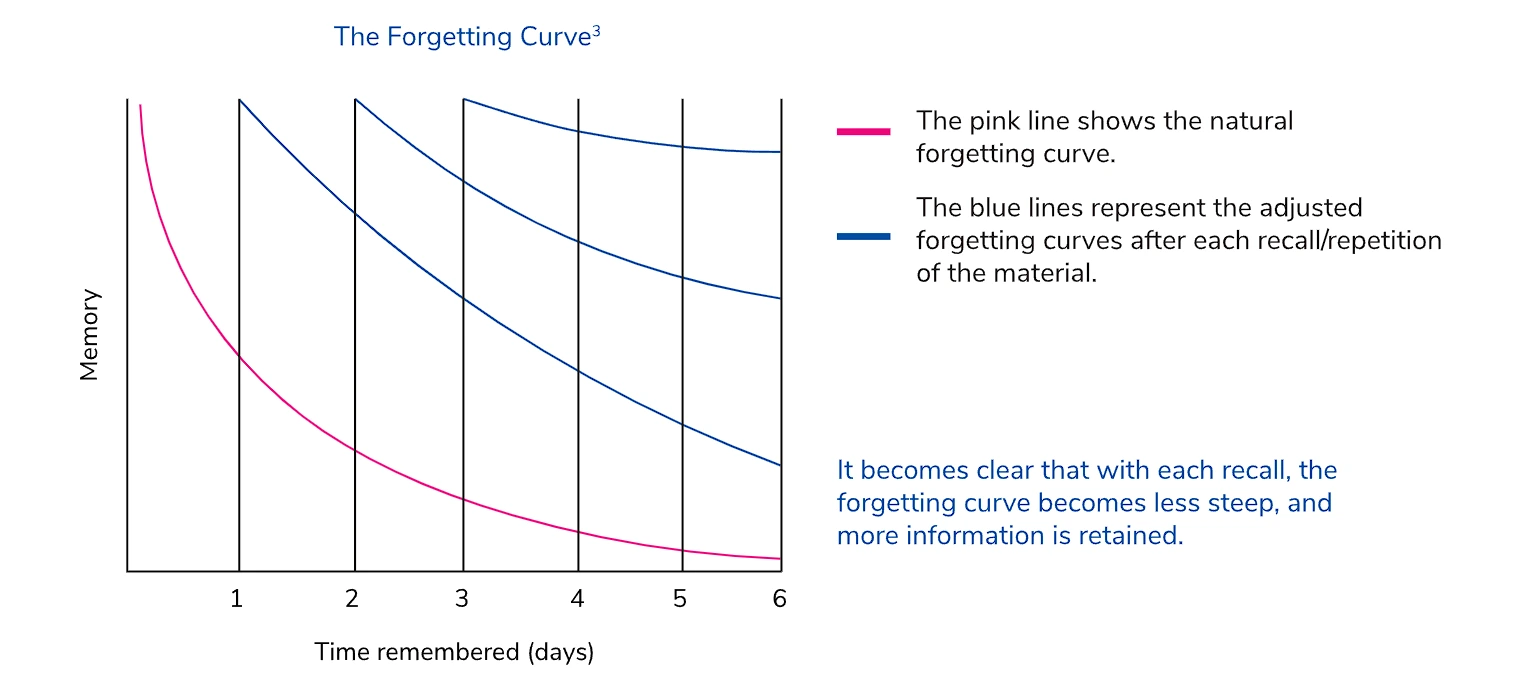 The Forgetting Curve³
The pink line shows the natural
forgetting curve.
The blue lines represent the adjusted
forgetting curves after each recall/repetition
of the material.
Memory
It becomes clear that with each recall, the
forgetting curve becomes less steep, and
more information is retained.
1 2 3 4 5 6
Time remembered (days)